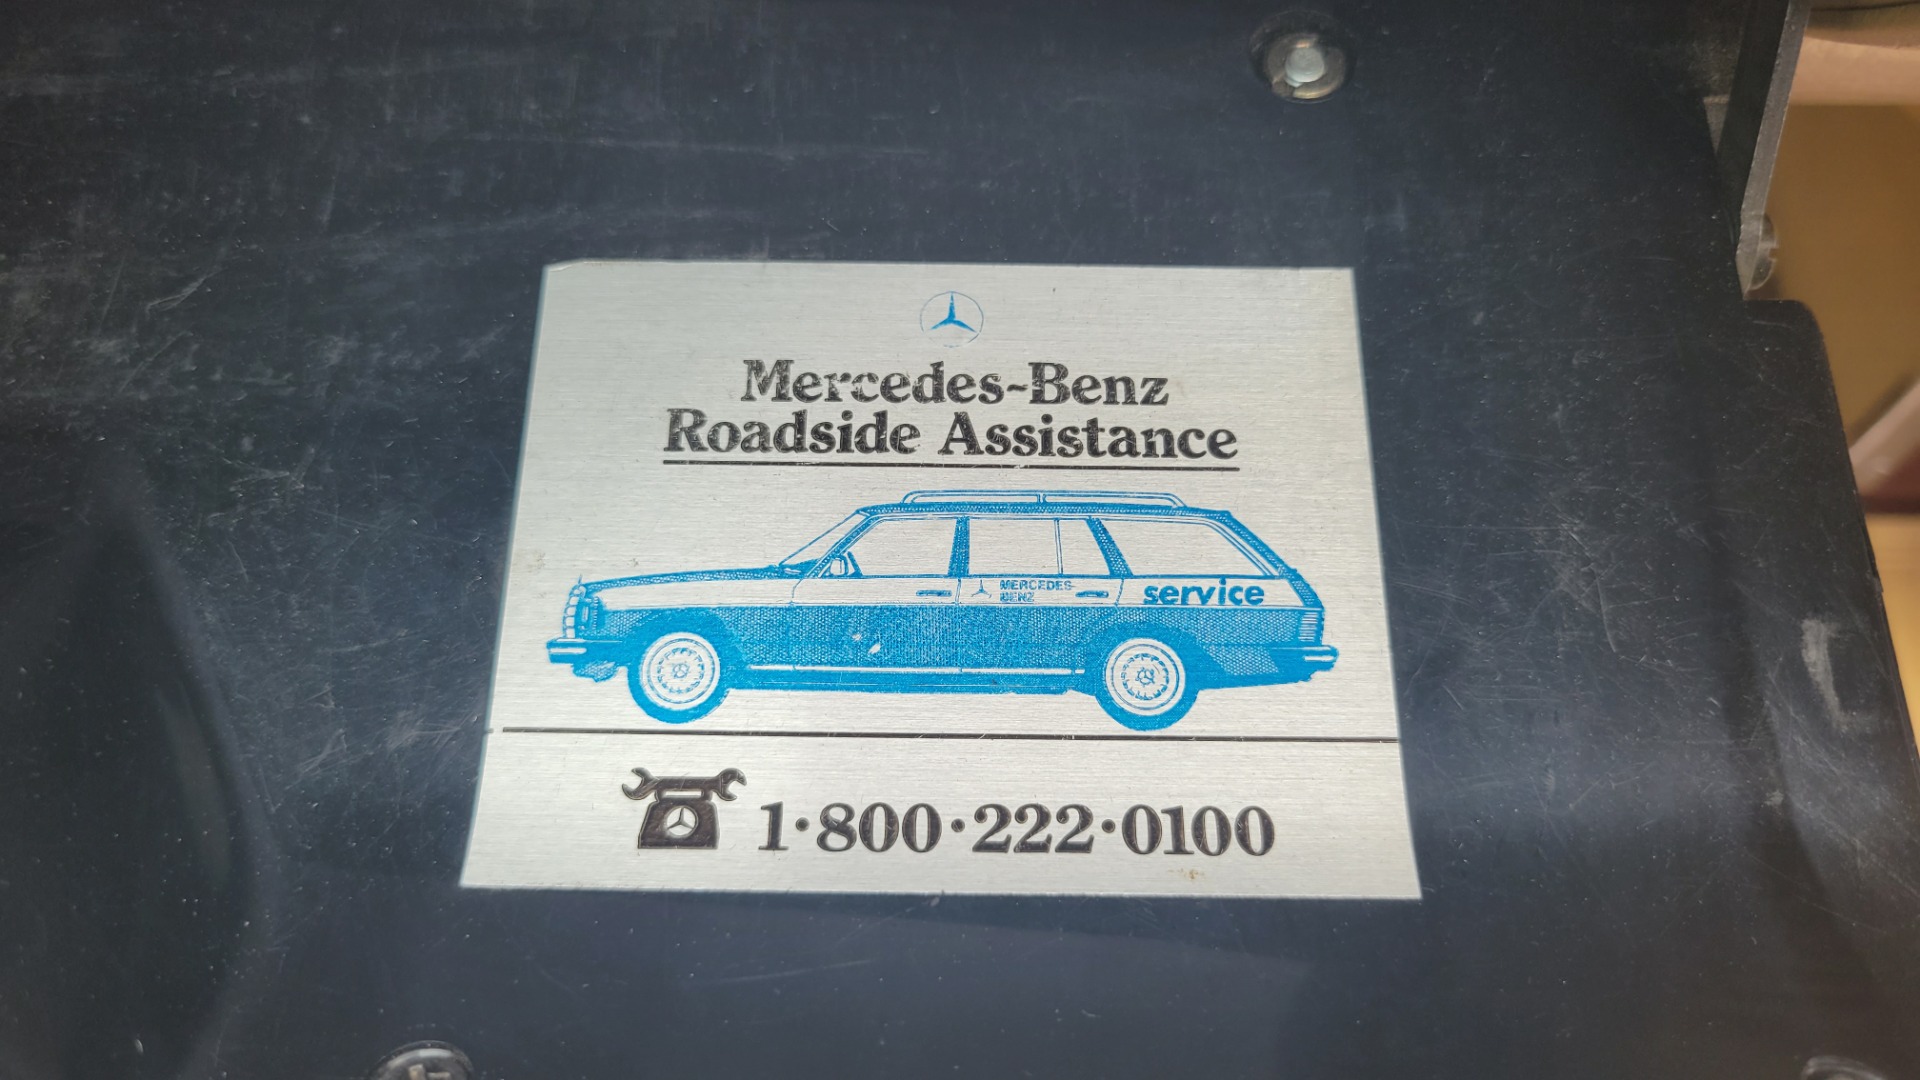 Mercedes-Benz
Roadside Assistance
MERCEDES-
BENZ
service
1·800·222·0100